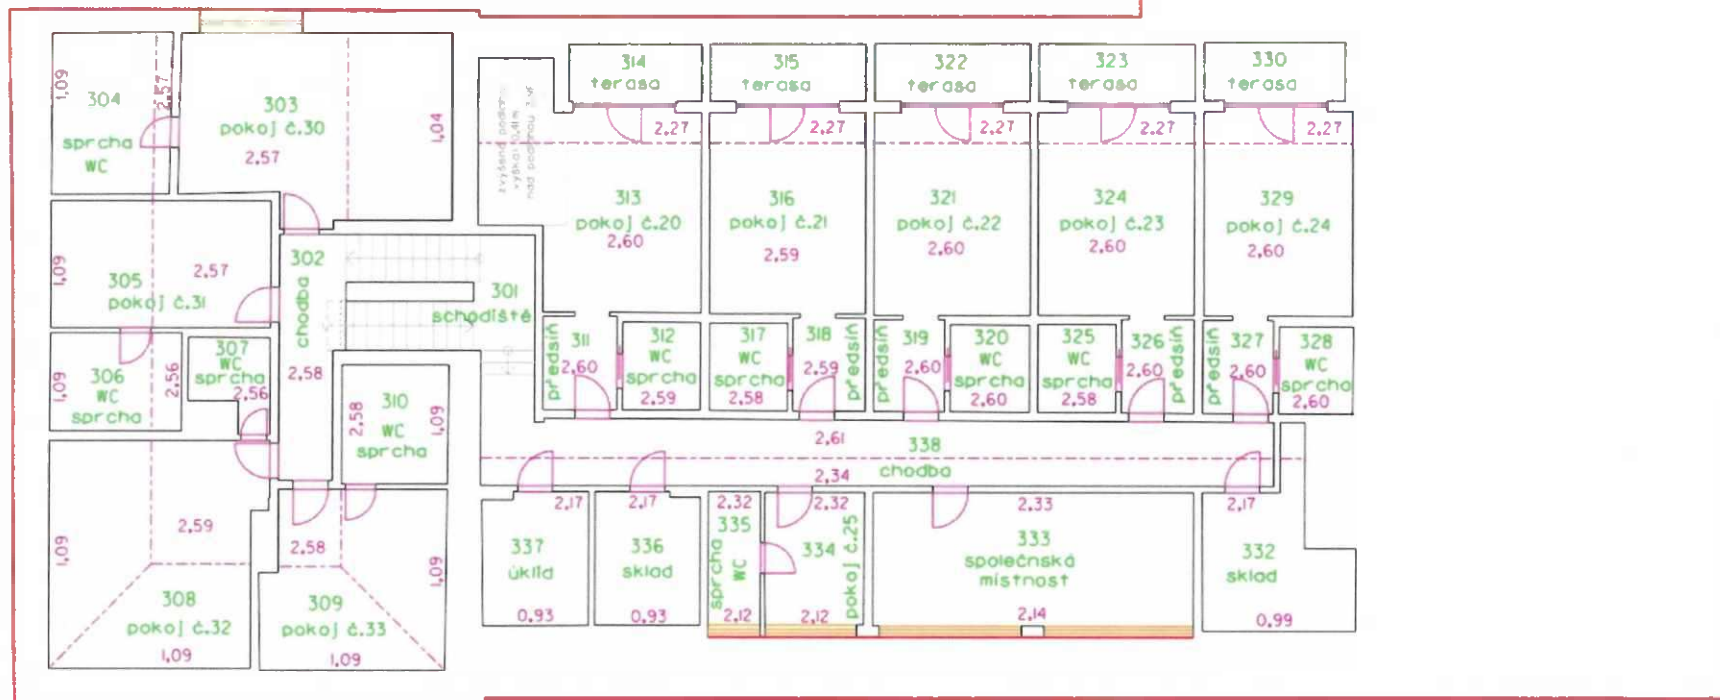 304
sprcha
WC
1,09
2,57
303
pokoj č.30
2,57
1,04
zvýšená podlaha
výška 0,41m
nad podlahou 3.NP
314
terasa
315
terasa
322
terasa
323
terasa
330
terasa
2,27
2,27
2,27
2,27
2,27
313
pokoj č.20
2,60
316
pokoj č.21
2,59
321
pokoj č.22
2,60
324
pokoj č.23
2,60
329
pokoj č.24
2,60
305
pokoj č.31
2,57
1,09
302
chodba
2,58
301
schodiště
306
WC
sprcha
1,09
2,56
307
WC
sprcha
2,56
310
WC
sprcha
2,58
1,09
311
předsíň
2,60
312
WC
sprcha
2,59
317
WC
sprcha
2,58
318
předsíň
2,59
319
předsíň
2,60
320
WC
sprcha
2,60
325
WC
sprcha
2,58
326
předsíň
2,60
327
předsíň
2,60
328
WC
sprcha
2,60
2,61
338
chodba
2,34
308
pokoj č.32
2,59
1,09
1,09
309
pokoj č.33
2,58
1,09
1,09
2,17
337
úklid
0,93
2,17
336
sklad
0,93
2,32
335
sprcha
WC
2,12
2,32
334
pokoj č.25
2,12
2,33
333
společnská
místnost
2,14
2,17
332
sklad
0,99